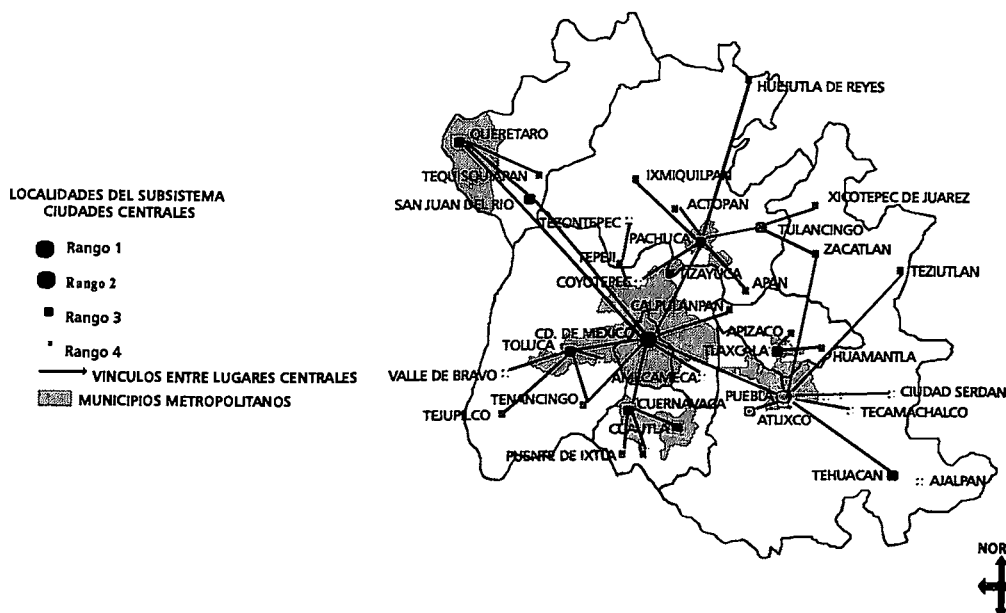 HUEJUTLA DE REYES
QUERETARO
TEQUISQUIAPAN
IXMIQUILPAN
LOCALIDADES DEL SUBSISTEMA
CIUDADES CENTRALES
SAN JUAN DEL RIO
ACTOPAN
XICOTEPEC DE JUAREZ
TEZONTEPEC
TULANCINGO
Rango 1
PACHUCA
ZACATLAN
TEPEJI
TEZIUTLAN
Rango 2
COYOTEPEC
TIZAYUCA
APAN
CALPULANPAN
Rango 3
CD. DE MEXICO
APIZACO
TOLUCA
TLAXCALA
HUAMANTLA
Rango 4
VINCULOS ENTRE LUGARES CENTRALES
VALLE DE BRAVO
AMECAMECA
MUNICIPIOS METROPOLITANOS
TENANCINGO
CUERNAVACA
PUEBLA
CIUDAD SERDAN
TEJUPILCO
ATLIXCO
TECAMACHALCO
CUAUTLA
PUENTE DE IXTLA
TEHUACAN
AJALPAN
NOR